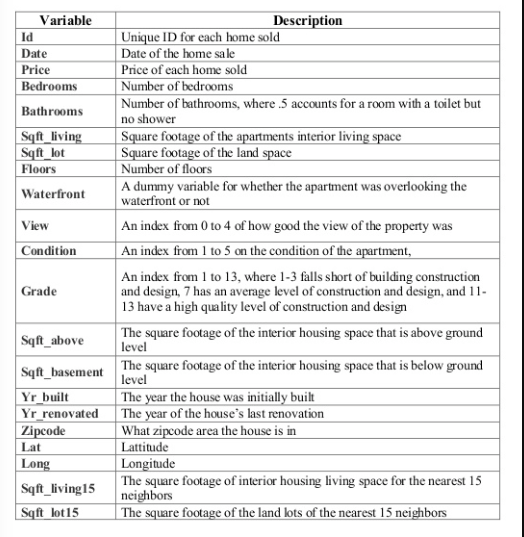 Variable Description
Id Unique ID for each home sold
Date Date of the home sale
Price Price of each home sold
Bedrooms Number of bedrooms
Bathrooms Number of bathrooms, where .5 accounts for a room with a toilet but
no shower
Sqft_living Square footage of the apartments interior living space
Sqft_lot Square footage of the land space
Floors Number of floors
Waterfront A dummy variable for whether the apartment was overlooking the
waterfront or not
View An index from 0 to 4 of how good the view of the property was
Condition An index from 1 to 5 on the condition of the apartment,
Grade An index from 1 to 13, where 1-3 falls short of building construction
and design, 7 has an average level of construction and design, and 11-
13 have a high quality level of construction and design
Sqft_above The square footage of the interior housing space that is above ground
level
Sqft_basement The square footage of the interior housing space that is below ground
level
Yr_built The year the house was initially built
Yr_renovated The year of the house's last renovation
Zipcode What zipcode area the house is in
Lat Lattitude
Long Longitude
Sqft_living15 The square footage of interior housing living space for the nearest 15
neighbors
Sqft_lot15 The square footage of the land lots of the nearest 15 neighbors